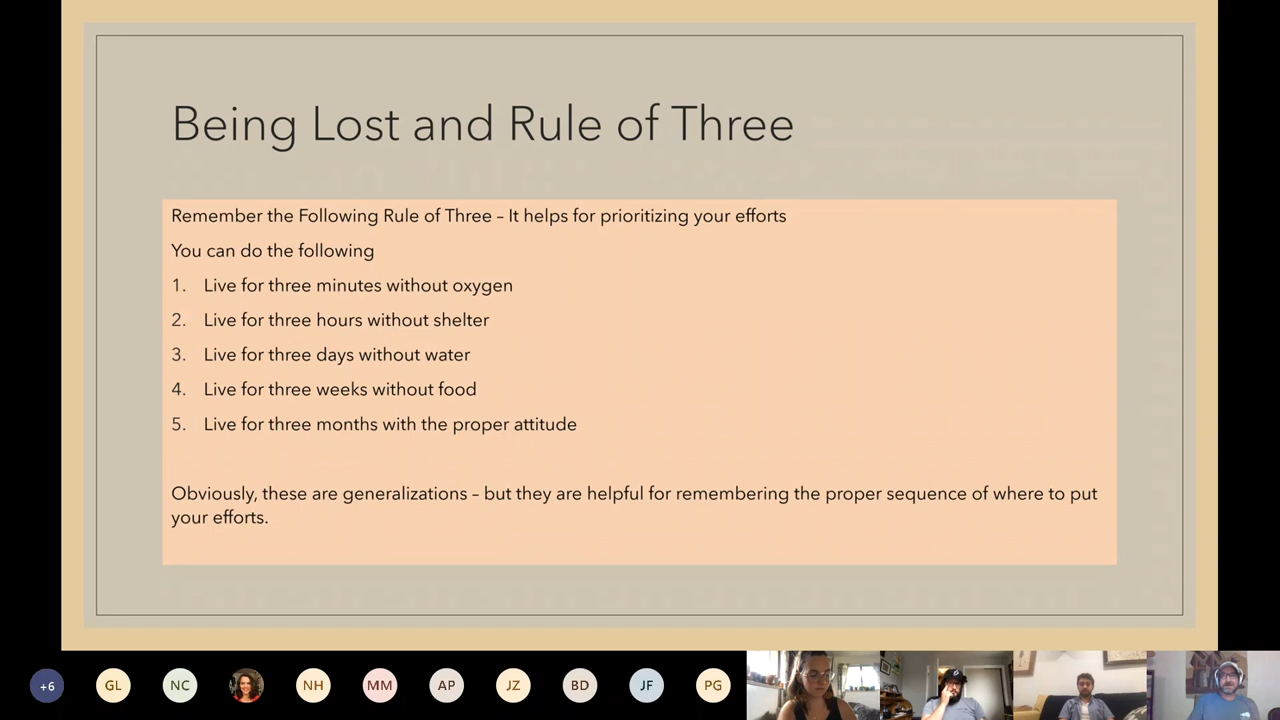 Being Lost and Rule of Three
Remember the Following Rule of Three – It helps for prioritizing your efforts
You can do the following
1. Live for three minutes without oxygen
2. Live for three hours without shelter
3. Live for three days without water
4. Live for three weeks without food
5. Live for three months with the proper attitude
Obviously, these are generalizations – but they are helpful for remembering the proper sequence of where to put
your efforts.
+6 GL NC NH MM AP JZ BD JF PG